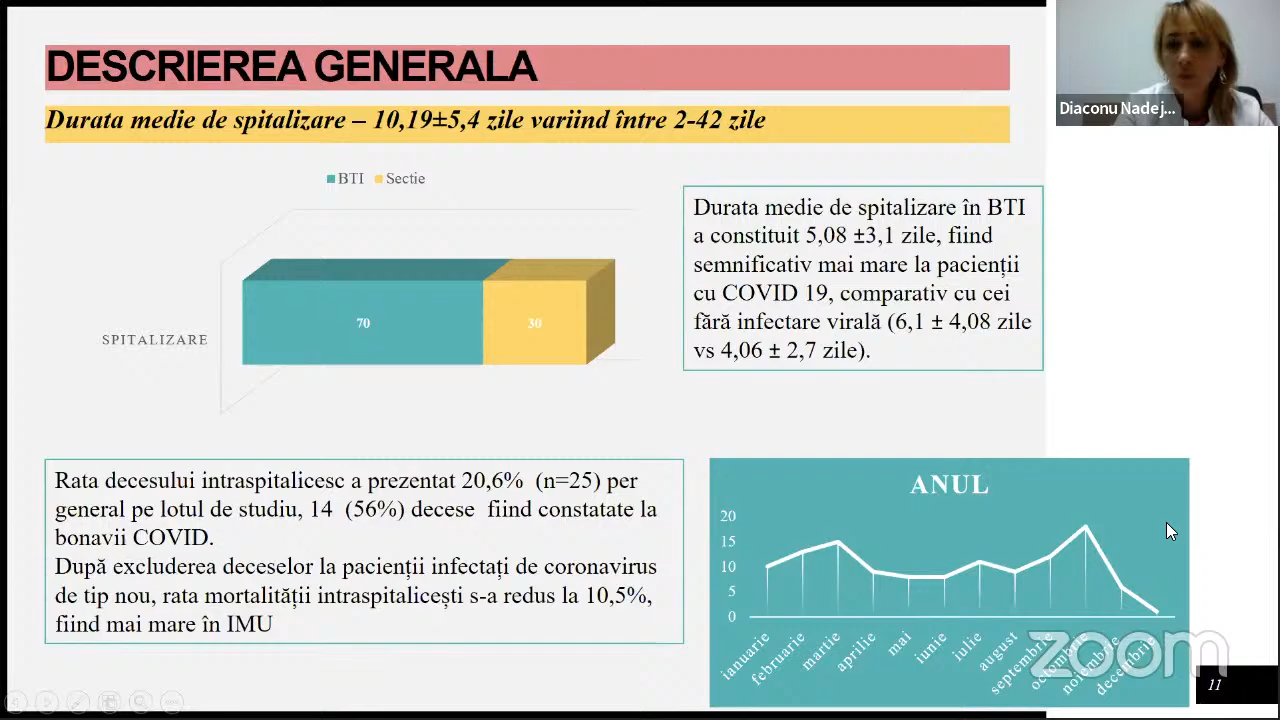 DESCRIEREA GENERALA
Durata medie de spitalizare – 10,19±5,4 zile variind între 2-42 zile
Diaconu Nadej...
BTI Sectie
SPITALIZARE
70 30
Durata medie de spitalizare în BTI
a constituit 5,08 ±3,1 zile, fiind
semnificativ mai mare la pacienții
cu COVID 19, comparativ cu cei
fără infectare virală (6,1 ± 4,08 zile
vs 4,06 ± 2,7 zile).
Rata decesului intraspitalicesc a prezentat 20,6% (n=25) per
general pe lotul de studiu, 14 (56%) decese fiind constatate la
bonavii COVID.
După excluderea deceselor la pacienții infectați de coronavirus
de tip nou, rata mortalității intraspitalicești s-a redus la 10,5%,
fiind mai mare în IMU
ANUL
20
15
10
5
0
ianuarie
februarie
martie
aprilie
mai
iunie
iulie
august
septembrie
octombrie
noiembrie
decembrie
zoom
11